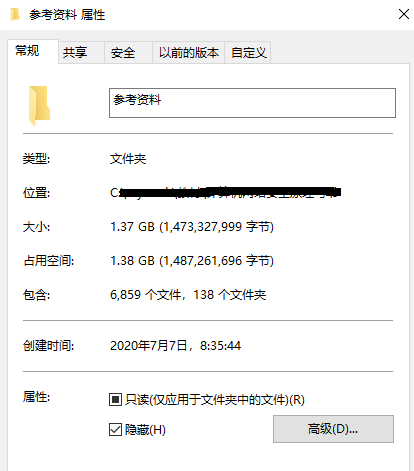 参考资料 属性
常规 共享 安全 以前的版本 自定义
参考资料
类型: 文件夹
位置:
大小: 1.37 GB (1,473,327,999 字节)
占用空间: 1.38 GB (1,487,261,696 字节)
包含: 6,859 个文件，138 个文件夹
创建时间: 2020年7月7日，8:35:44
属性: 只读(仅应用于文件夹中的文件)(R)
隐藏(H)
高级(D)...